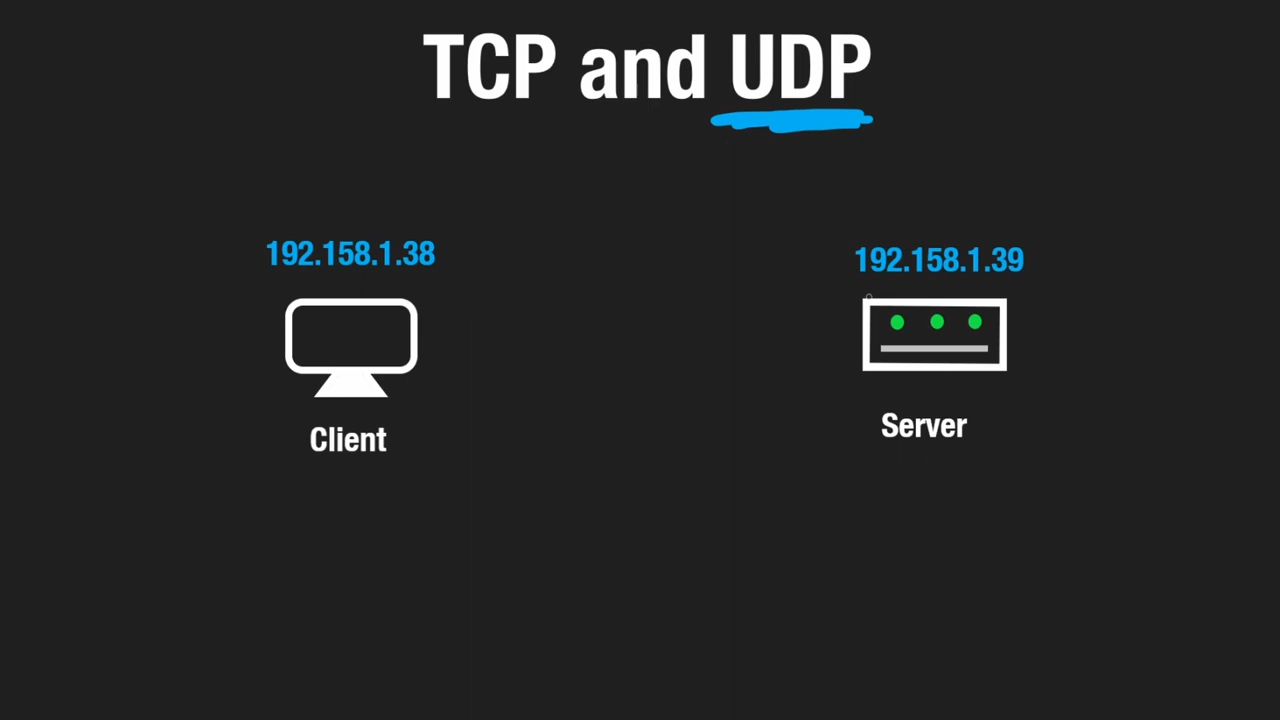 TCP and UDP
192.158.1.38
192.158.1.39
Client
Server